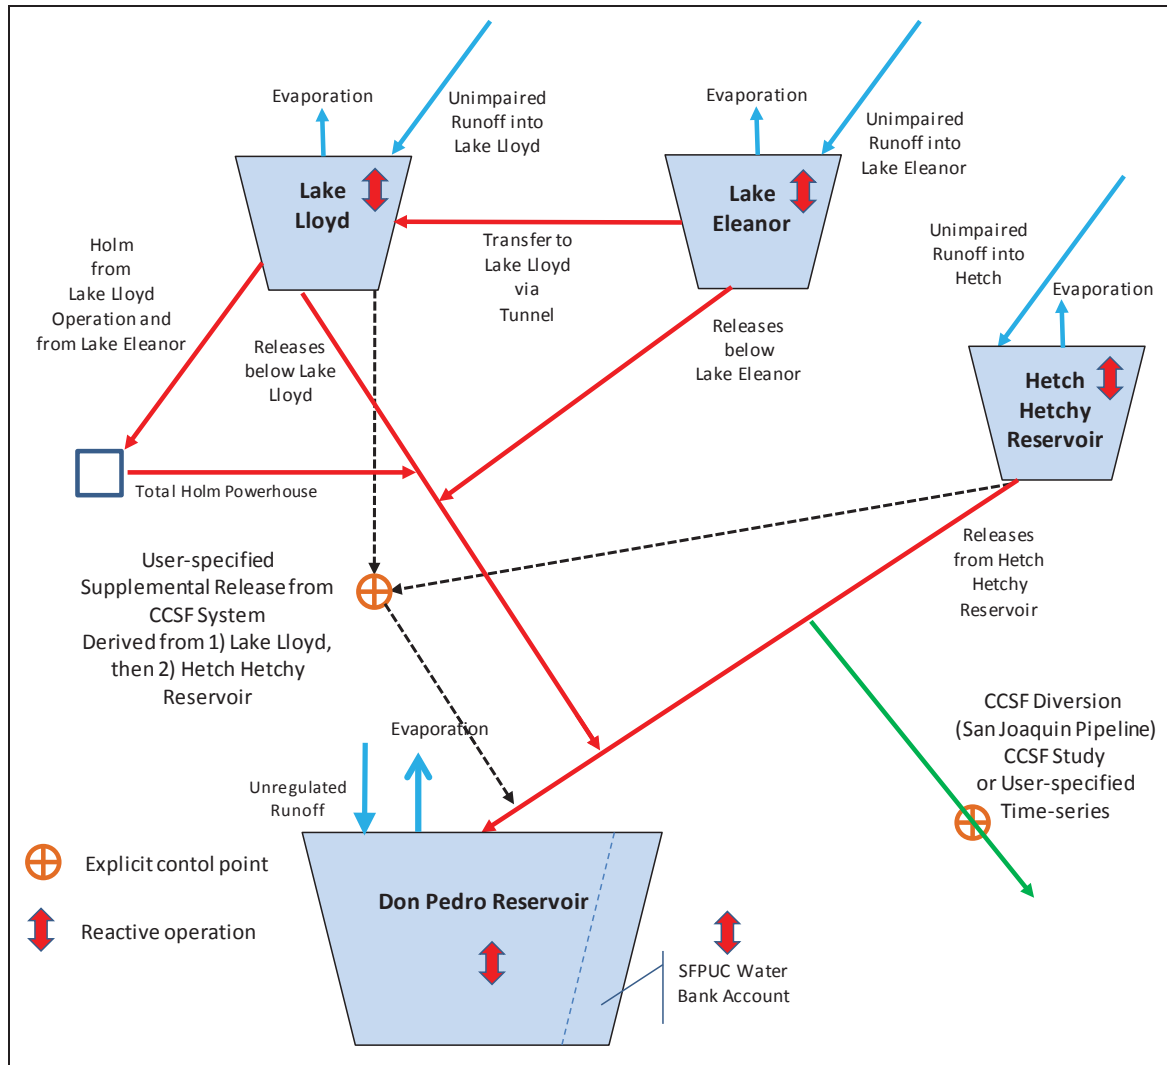 Evaporation
Unimpaired
Runoff into
Lake Lloyd
Evaporation
Unimpaired
Runoff into
Lake Eleanor
Lake
Lloyd
Lake
Eleanor
Unimpaired
Runoff into
Hetch
Evaporation
Holm
from
Lake Lloyd
Operation and
from Lake Eleanor
Transfer to
Lake Lloyd
via
Tunnel
Releases
below Lake
Lloyd
Releases
below
Lake Eleanor
Hetch
Hetchy
Reservoir
Total Holm Powerhouse
Releases
from Hetch
Hetchy
Reservoir
User-specified
Supplemental Release from
CCSF System
Derived from 1) Lake Lloyd,
then 2) Hetch Hetchy
Reservoir
CCSF Diversion
(San Joaquin Pipeline)
CCSF Study
or User-specified
Time-series
Evaporation
Unregulated
Runoff
Explicit contol point
Reactive operation
Don Pedro Reservoir
SFPUC Water
Bank Account